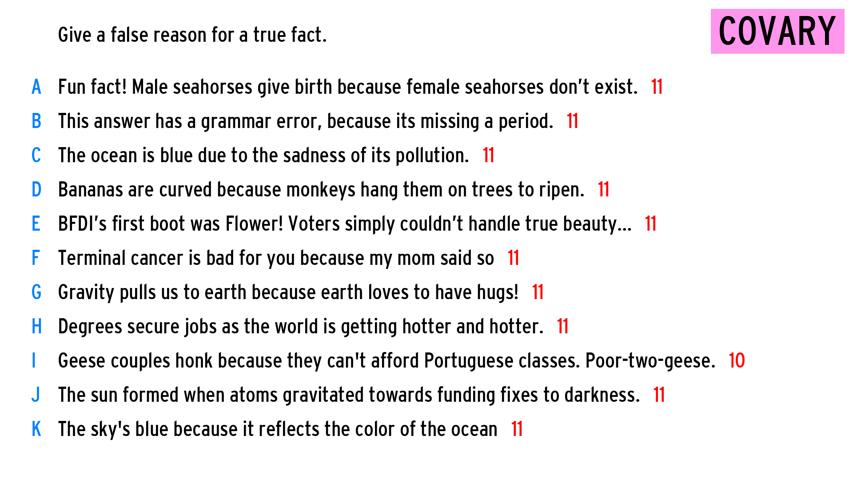 Give a false reason for a true fact.
COVARY
A Fun fact! Male seahorses give birth because female seahorses don't exist. 11
B This answer has a grammar error, because its missing a period. 11
C The ocean is blue due to the sadness of its pollution. 11
D Bananas are curved because monkeys hang them on trees to ripen. 11
E BFDI's first boot was Flower! Voters simply couldn't handle true beauty... 11
F Terminal cancer is bad for you because my mom said so 11
G Gravity pulls us to earth because earth loves to have hugs! 11
H Degrees secure jobs as the world is getting hotter and hotter. 11
I Geese couples honk because they can't afford Portuguese classes. Poor-two-geese. 10
J The sun formed when atoms gravitated towards funding fixes to darkness. 11
K The sky's blue because it reflects the color of the ocean 11